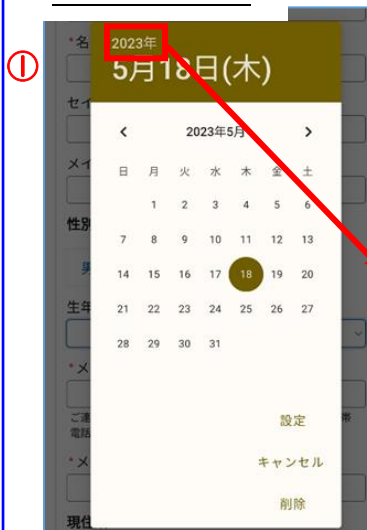 ①
*名
2023年
5月18日(木)
セイ
2023年5月
メイ
日 月 火 水 木 金 土
1 2 3 4 5 6
性別
7 8 9 10 11 12 13
男
14 15 16 17 18 19 20
生年
21 22 23 24 25 26 27
28 29 30 31
*メ
ご連
設定
帯
電話
*メ
キャンセル
削除
現住